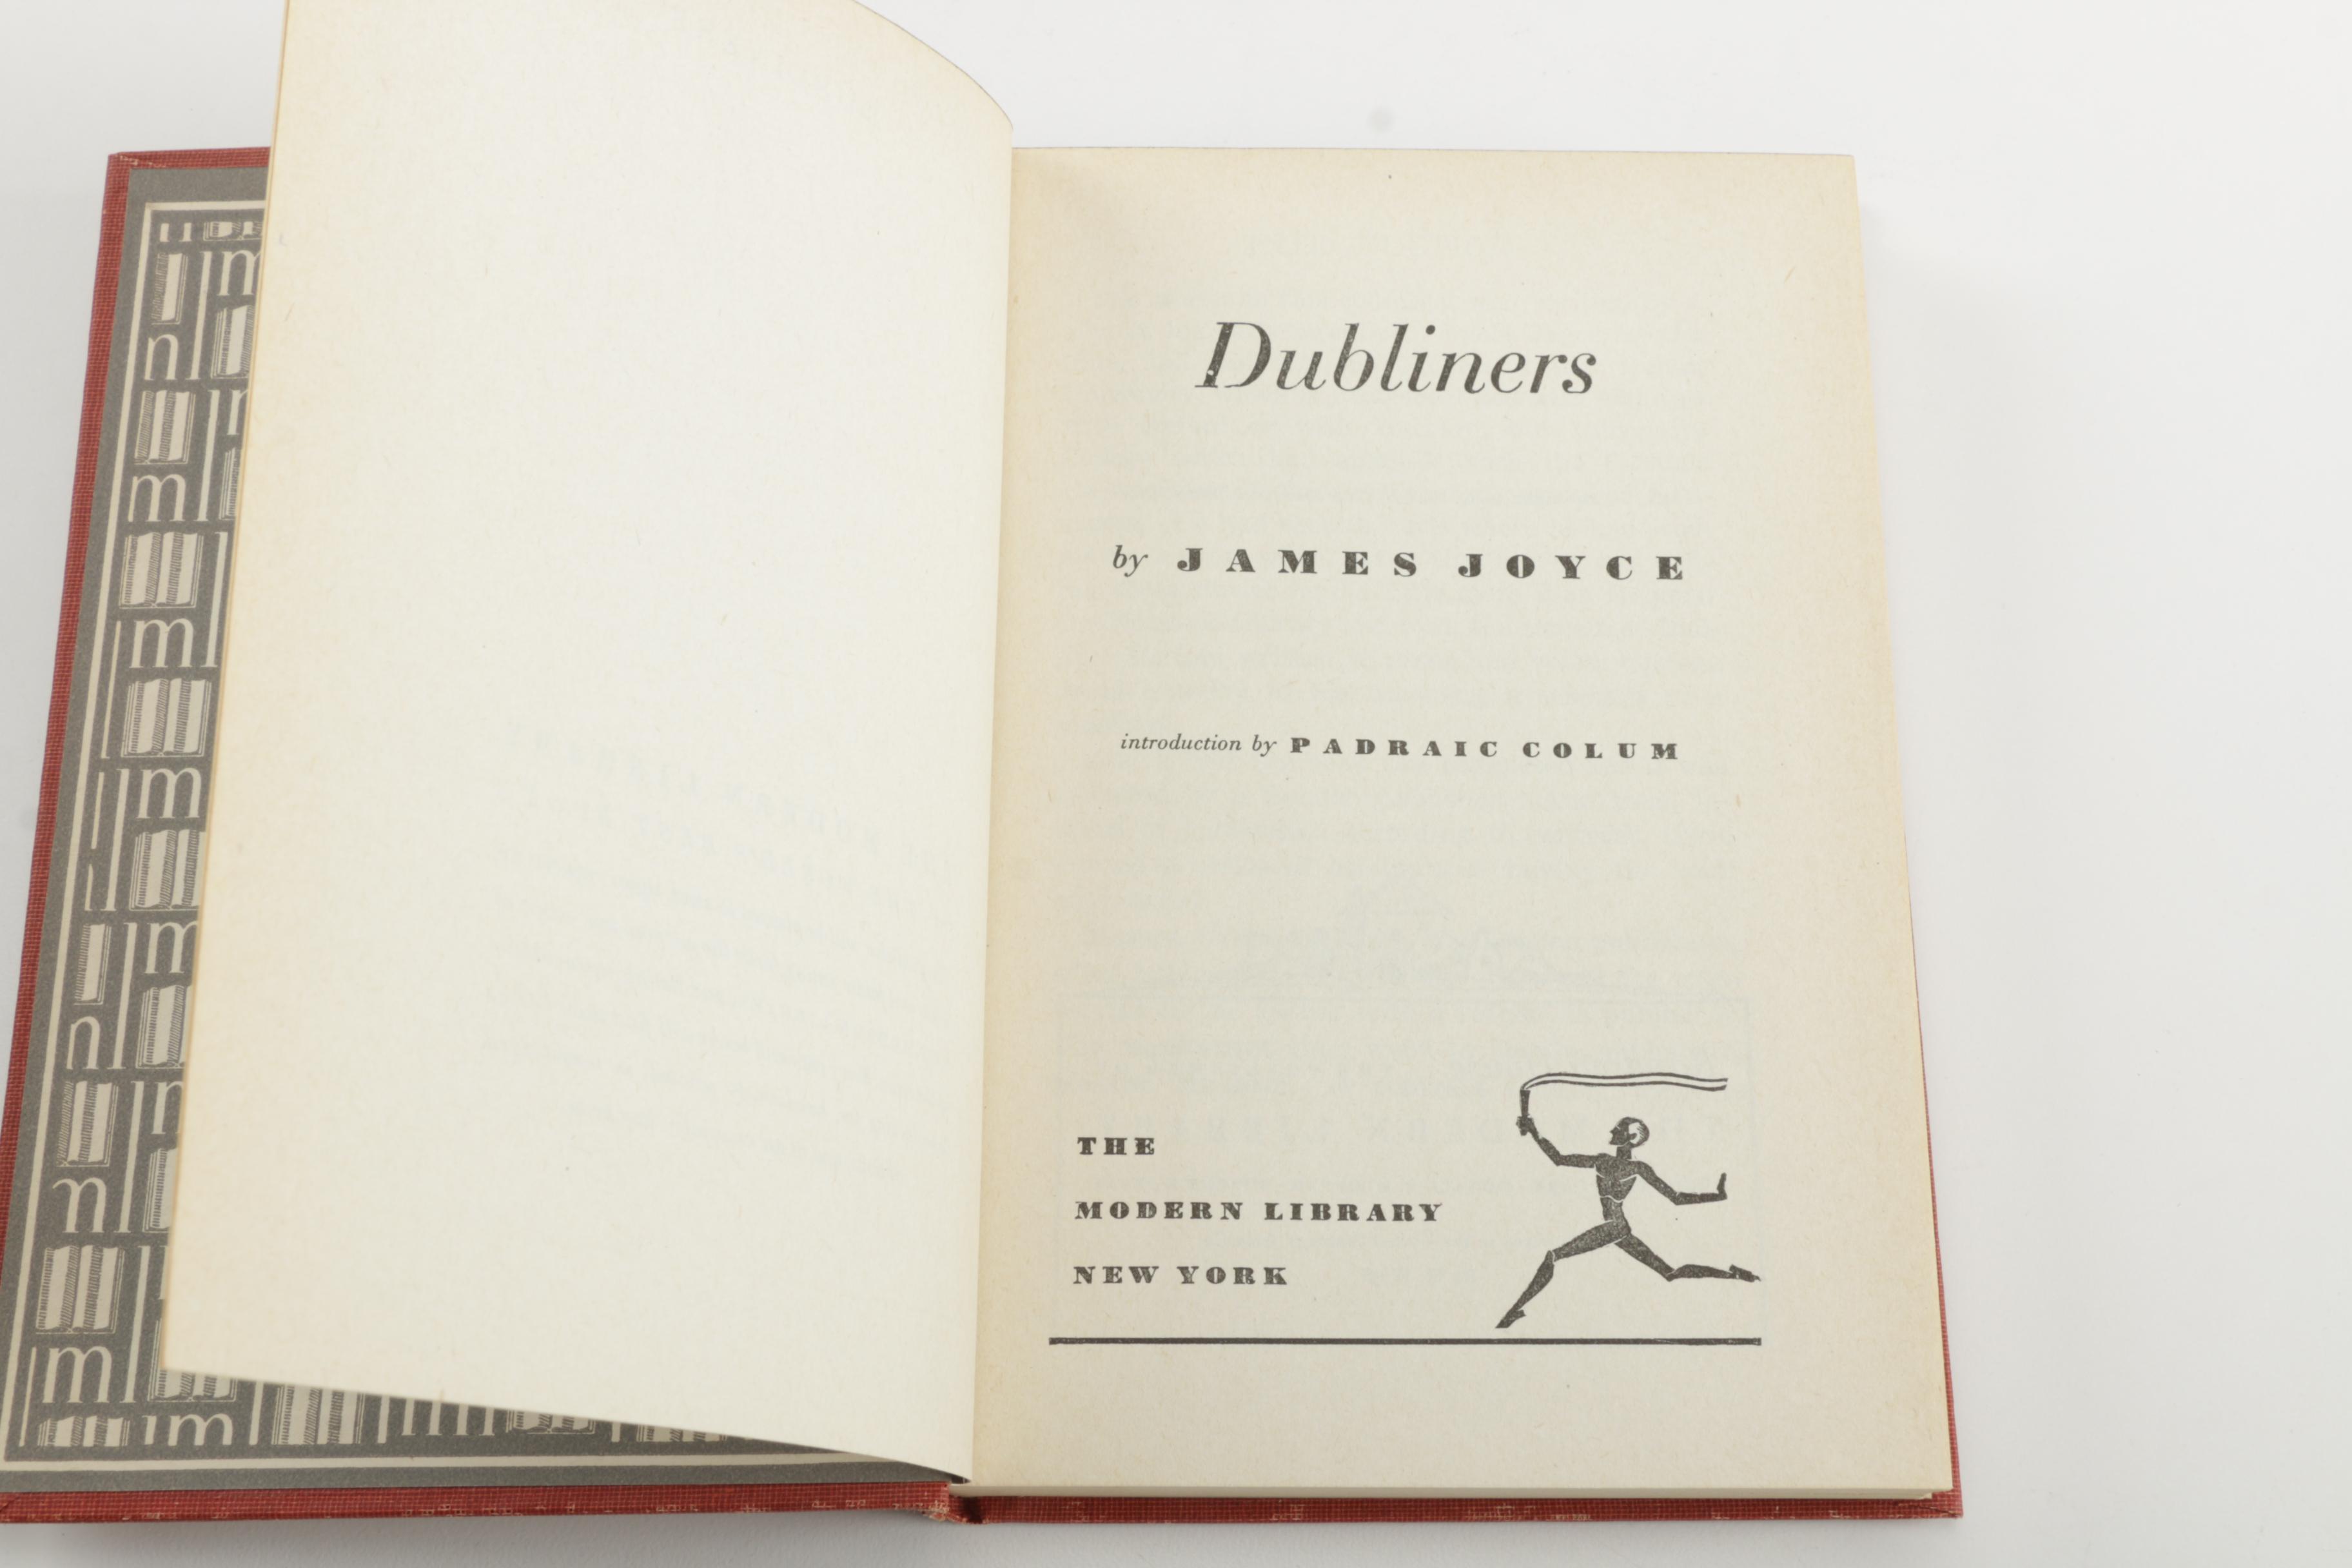 Dubliners
by JAMES JOYCE
introduction by PADRAIC COLUM
THE
MODERN LIBRARY
NEW YORK